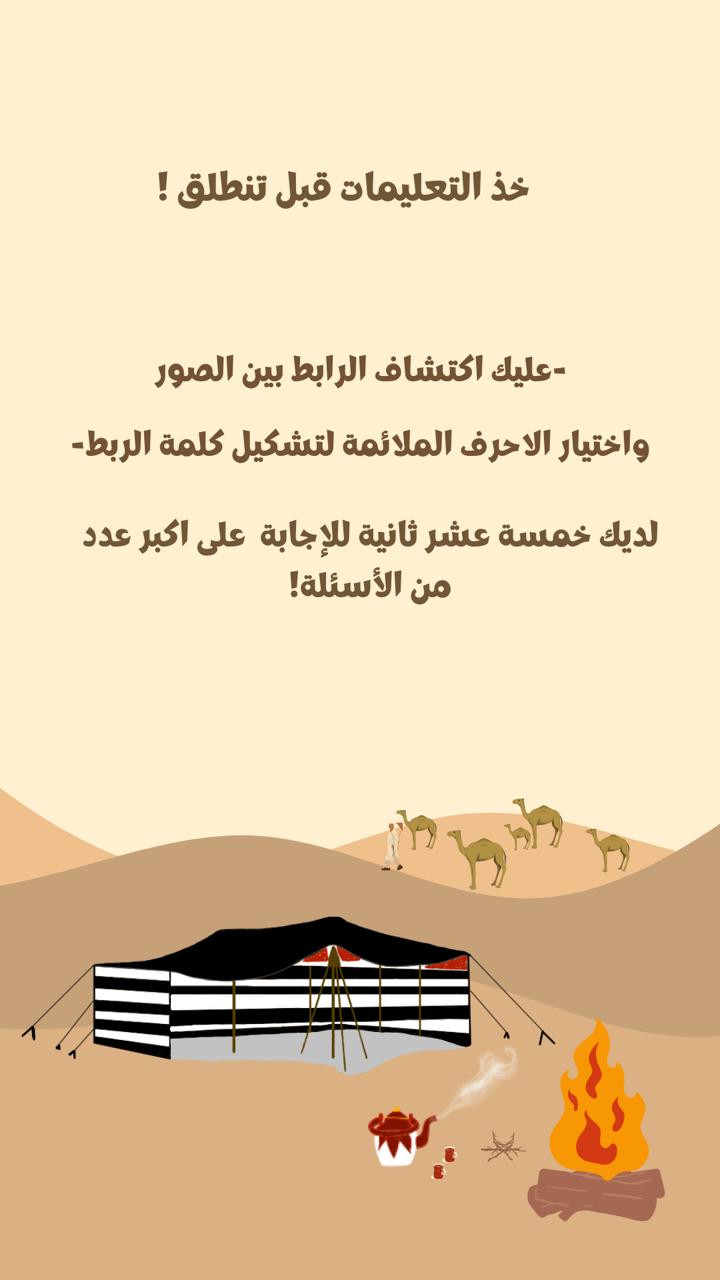 خذ التعليمات قبل تنطلق !
-عليك اكتشاف الرابط بين الصور
واختيار الاحرف الملائمة لتشكيل كلمة الربط-
لديك خمسة عشر ثانية للإجابة على اكبر عدد
من الأسئلة!